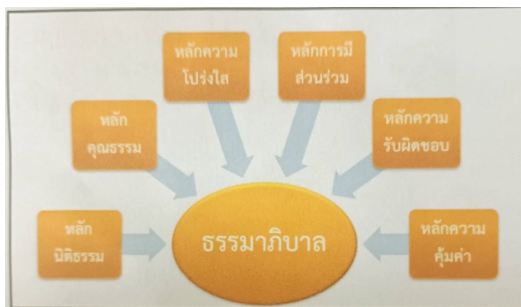 หลัก
นิติธรรม
หลัก
คุณธรรม
หลักความ
โปร่งใส
หลักการมี
ส่วนร่วม
หลักความ
รับผิดชอบ
หลักความ
คุ้มค่า
ธรรมาภิบาล